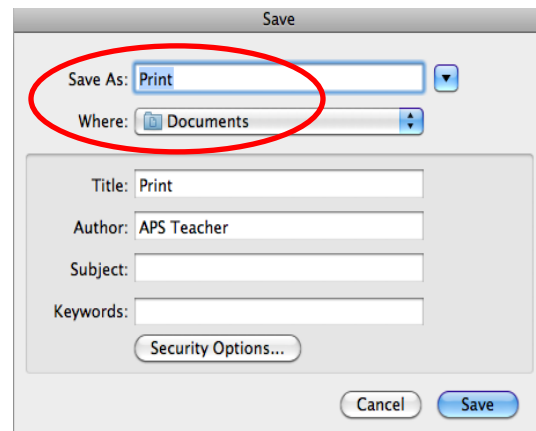 Save
Save As: Print
Where: Documents
Title: Print
Author: APS Teacher
Subject:
Keywords:
Security Options...
Cancel Save